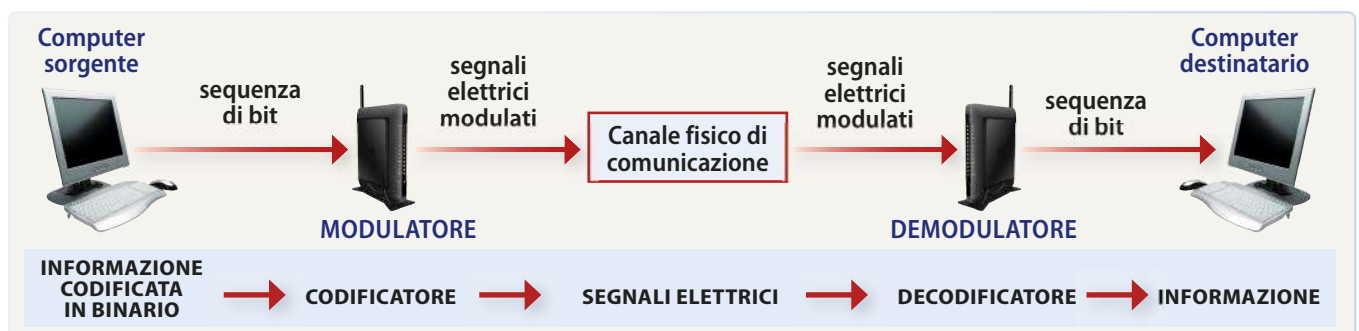 Computer
sorgente
sequenza
di bit
segnali
elettrici
modulati
Canale fisico di
comunicazione
segnali
elettrici
modulati
sequenza
di bit
Computer
destinatario
MODULATORE
DEMODULATORE
INFORMAZIONE
CODIFICATA
IN BINARIO
CODIFICATORE
SEGNALI ELETTRICI
DECODIFICATORE
INFORMAZIONE